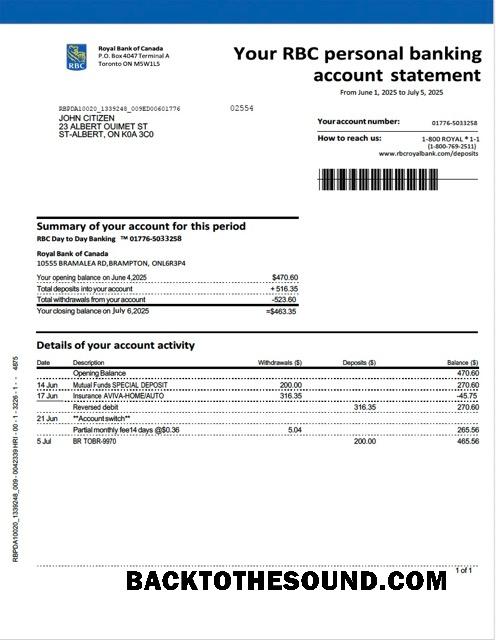 RBC
Royal Bank of Canada
P.O. Box 4047 Terminal A
Toronto ON M5W1L5
Your RBC personal banking
account statement
From June 1, 2025 to July 5, 2025
RBPDA10020_1339248_009ED00601776 02554
JOHN CITIZEN
23 ALBERT OUIMET ST
ST-ALBERT, ON K0A 3C0
Your account number: 01776-5033258
How to reach us: 1-800 ROYAL ® 1-1
(1-800-769-2511)
www.rbcroyalbank.com/deposits
Summary of your account for this period
RBC Day to Day Banking ™ 01776-5033258
Royal Bank of Canada
10555 BRAMALEA RD,BRAMPTON, ONL6R3P4
Your opening balance on June 4,2025 $470.60
Total deposits into your account + 516.35
Total withdrawals from your account -523.60
Your closing balance on July 6,2025 =$463.35
Details of your account activity
Date Description Withdrawals ($) Deposits ($) Balance ($)
Opening Balance 470.60
14 Jun Mutual Funds SPECIAL DEPOSIT 200.00 270.60
17 Jun Insurance AVIVA-HOME/AUTO 316.35 -45.75
Reversed debit 316.35 270.60
21 Jun **Account switch**
Partial monthly fee14 days @$0.36 5.04 265.56
5 Jul BR TOBR-9970 200.00 465.56
RBPDA10020_1339248_009 - 0042339 HRI - 00 - 1 - 3226 - 1 - - 4875
1 of 1
BACKTOTHESOUND.COM